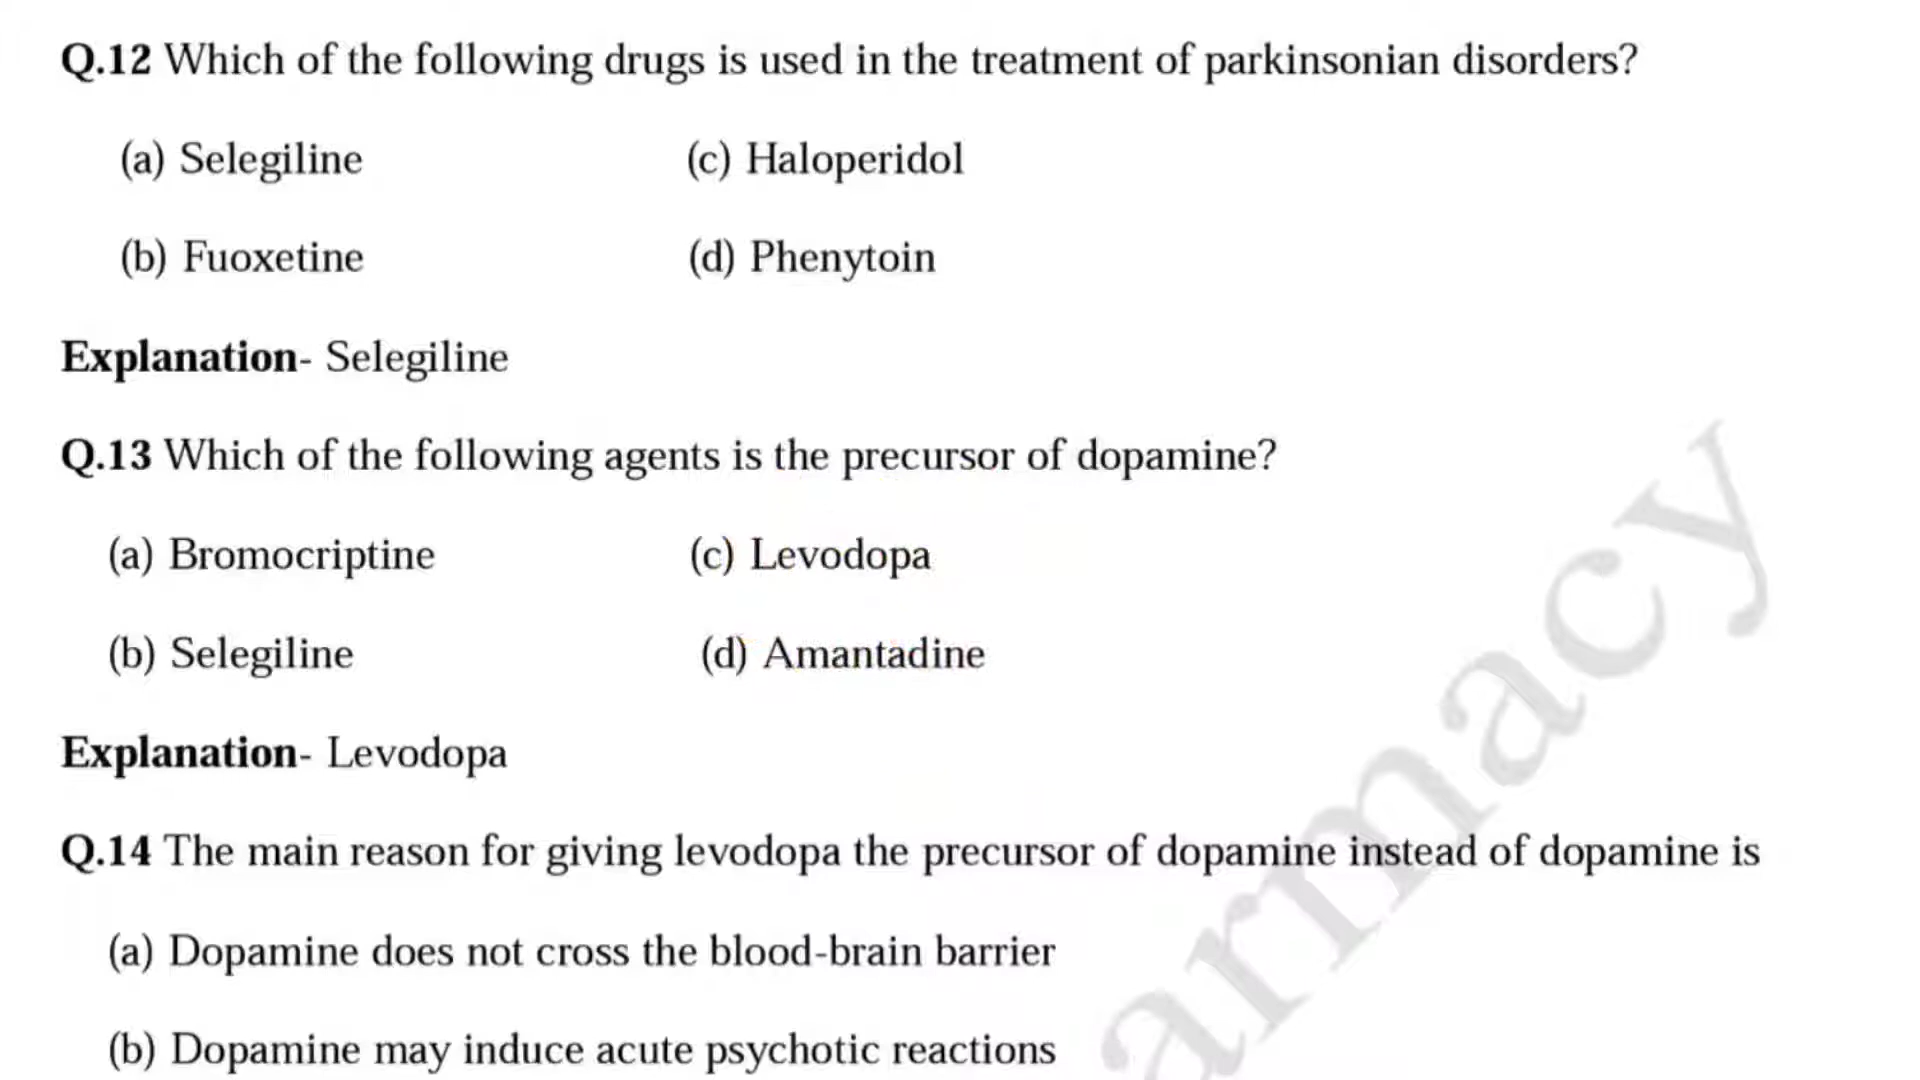 Q.12 Which of the following drugs is used in the treatment of parkinsonian disorders?
(a) Selegiline (c) Haloperidol
(b) Fuoxetine (d) Phenytoin
Explanation- Selegiline
Q.13 Which of the following agents is the precursor of dopamine?
(a) Bromocriptine (c) Levodopa
(b) Selegiline (d) Amantadine
Explanation- Levodopa
Q.14 The main reason for giving levodopa the precursor of dopamine instead of dopamine is
(a) Dopamine does not cross the blood-brain barrier
(b) Dopamine may induce acute psychotic reactions
armacy